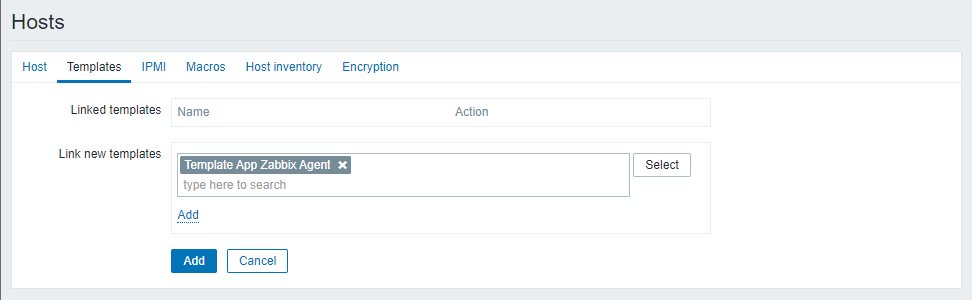 Hosts
Host Templates IPMI Macros Host inventory Encryption
Linked templates Name Action
Link new templates
Template App Zabbix Agent ✖ Select
type here to search
Add
Add Cancel